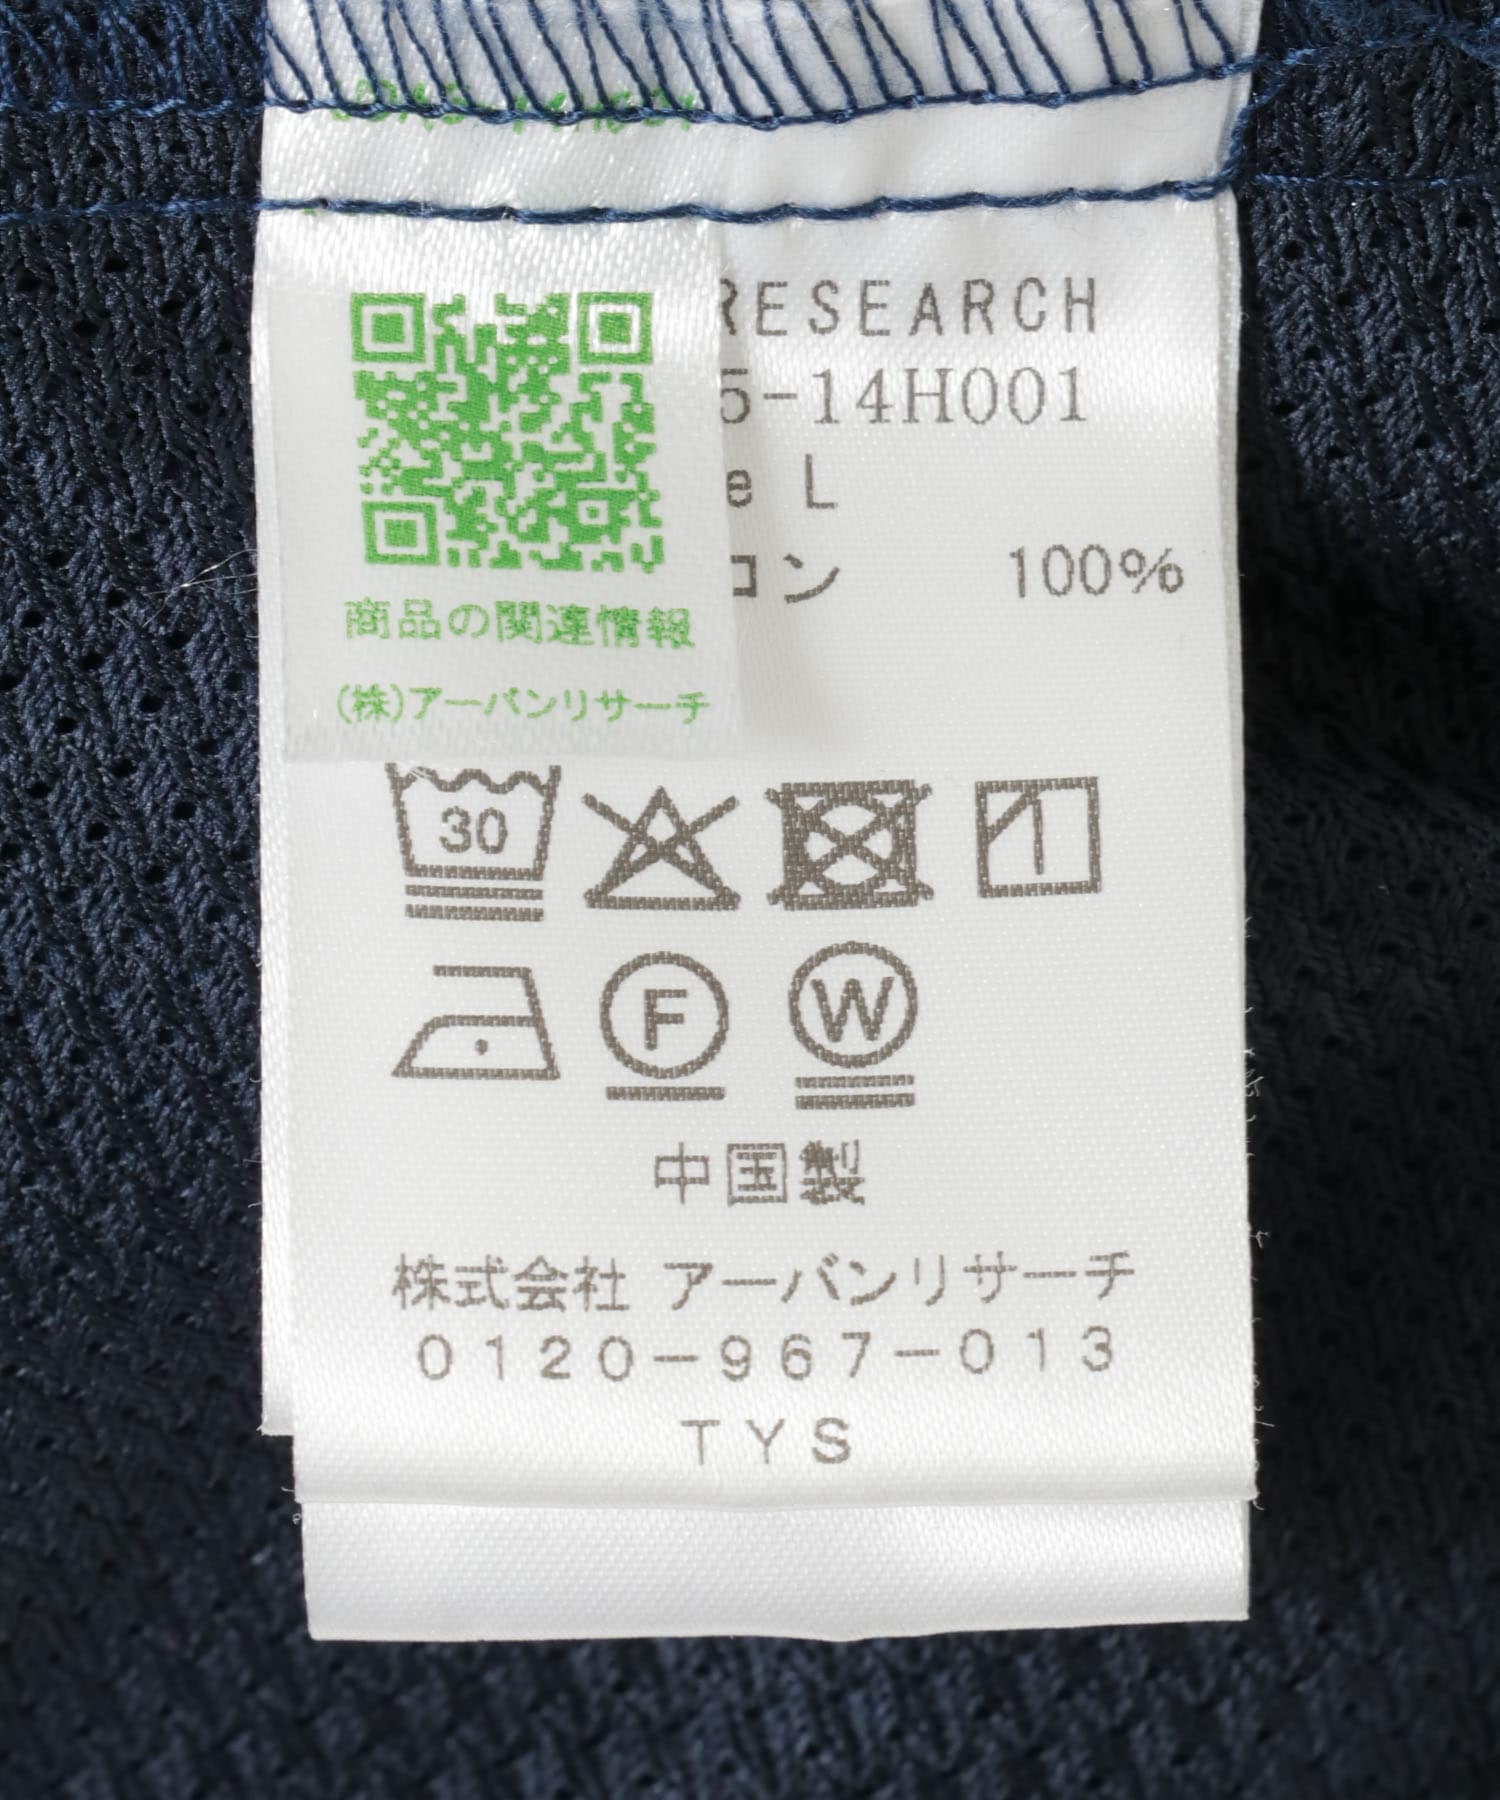 RESEARCH
5-14H001
e L
コン 100%
商品の関連情報
(株)アーバンリサーチ
30
F
W
中国製
株式会社 アーバンリサーチ
0120-967-013
TYS